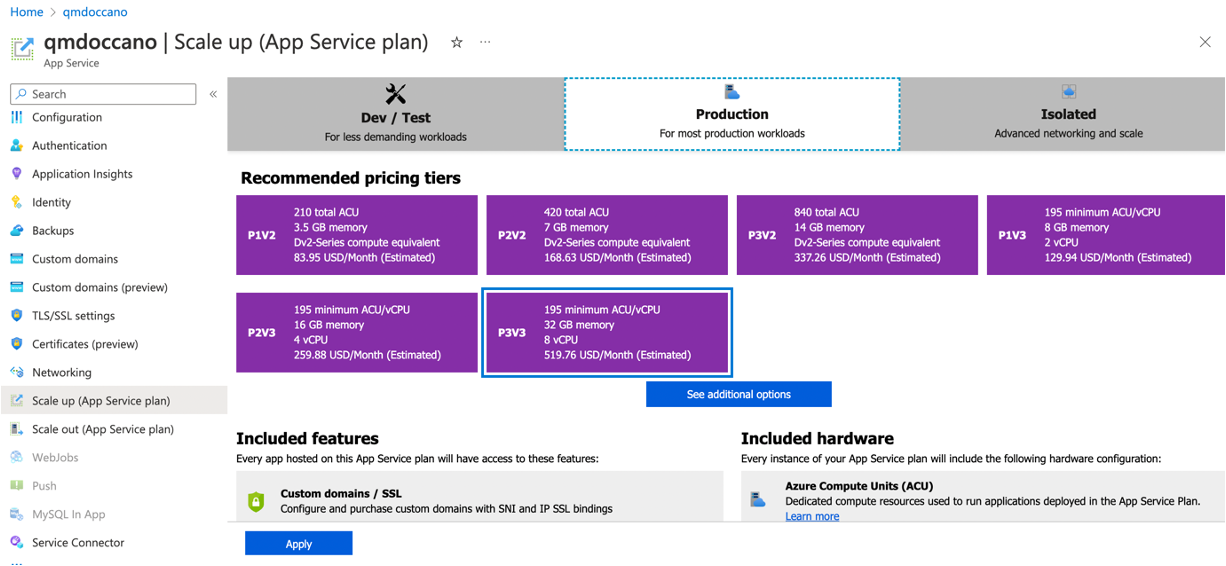 Home > qmdoccano
qmdoccano | Scale up (App Service plan) ☆ ...
App Service
Search «
Configuration
Authentication
Application Insights
Identity
Backups
Custom domains
Custom domains (preview)
TLS/SSL settings
Certificates (preview)
Networking
Scale up (App Service plan)
Scale out (App Service plan)
WebJobs
Push
MySQL In App
Service Connector
Dev / Test
For less demanding workloads
Production
For most production workloads
Isolated
Advanced networking and scale
Recommended pricing tiers
P1V2
210 total ACU
3.5 GB memory
Dv2-Series compute equivalent
83.95 USD/Month (Estimated)
P2V2
420 total ACU
7 GB memory
Dv2-Series compute equivalent
168.63 USD/Month (Estimated)
P3V2
840 total ACU
14 GB memory
Dv2-Series compute equivalent
337.26 USD/Month (Estimated)
P1V3
195 minimum ACU/vCPU
8 GB memory
2 vCPU
129.94 USD/Month (Estimated)
P2V3
195 minimum ACU/vCPU
16 GB memory
4 vCPU
259.88 USD/Month (Estimated)
P3V3
195 minimum ACU/vCPU
32 GB memory
8 vCPU
519.76 USD/Month (Estimated)
See additional options
Included features
Every app hosted on this App Service plan will have access to these features:
Custom domains / SSL
Configure and purchase custom domains with SNI and IP SSL bindings
Included hardware
Every instance of your App Service plan will include the following hardware configuration:
Azure Compute Units (ACU)
Dedicated compute resources used to run applications deployed in the App Service Plan.
Learn more
Apply